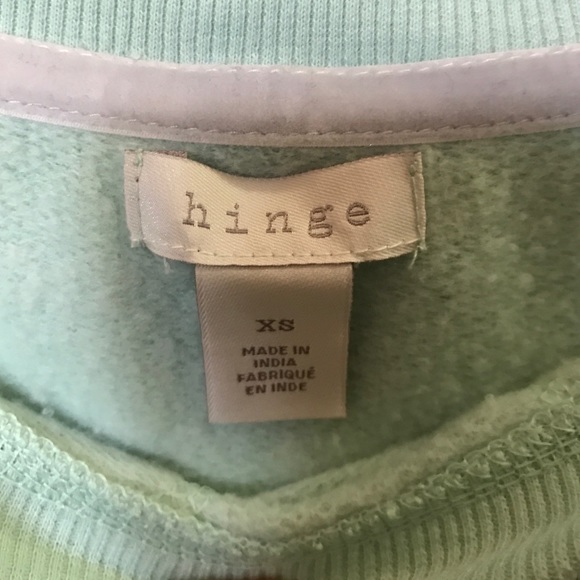 hinge
XS
MADE IN
INDIA
FABRIQUÉ
EN INDE